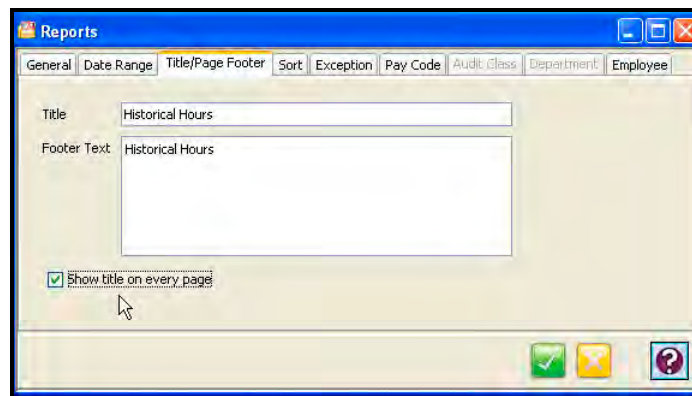 Reports
General Date Range Title/Page Footer Sort Exception Pay Code Audit Class Department Employee
Title Historical Hours
Footer Text Historical Hours
Show title on every page
?